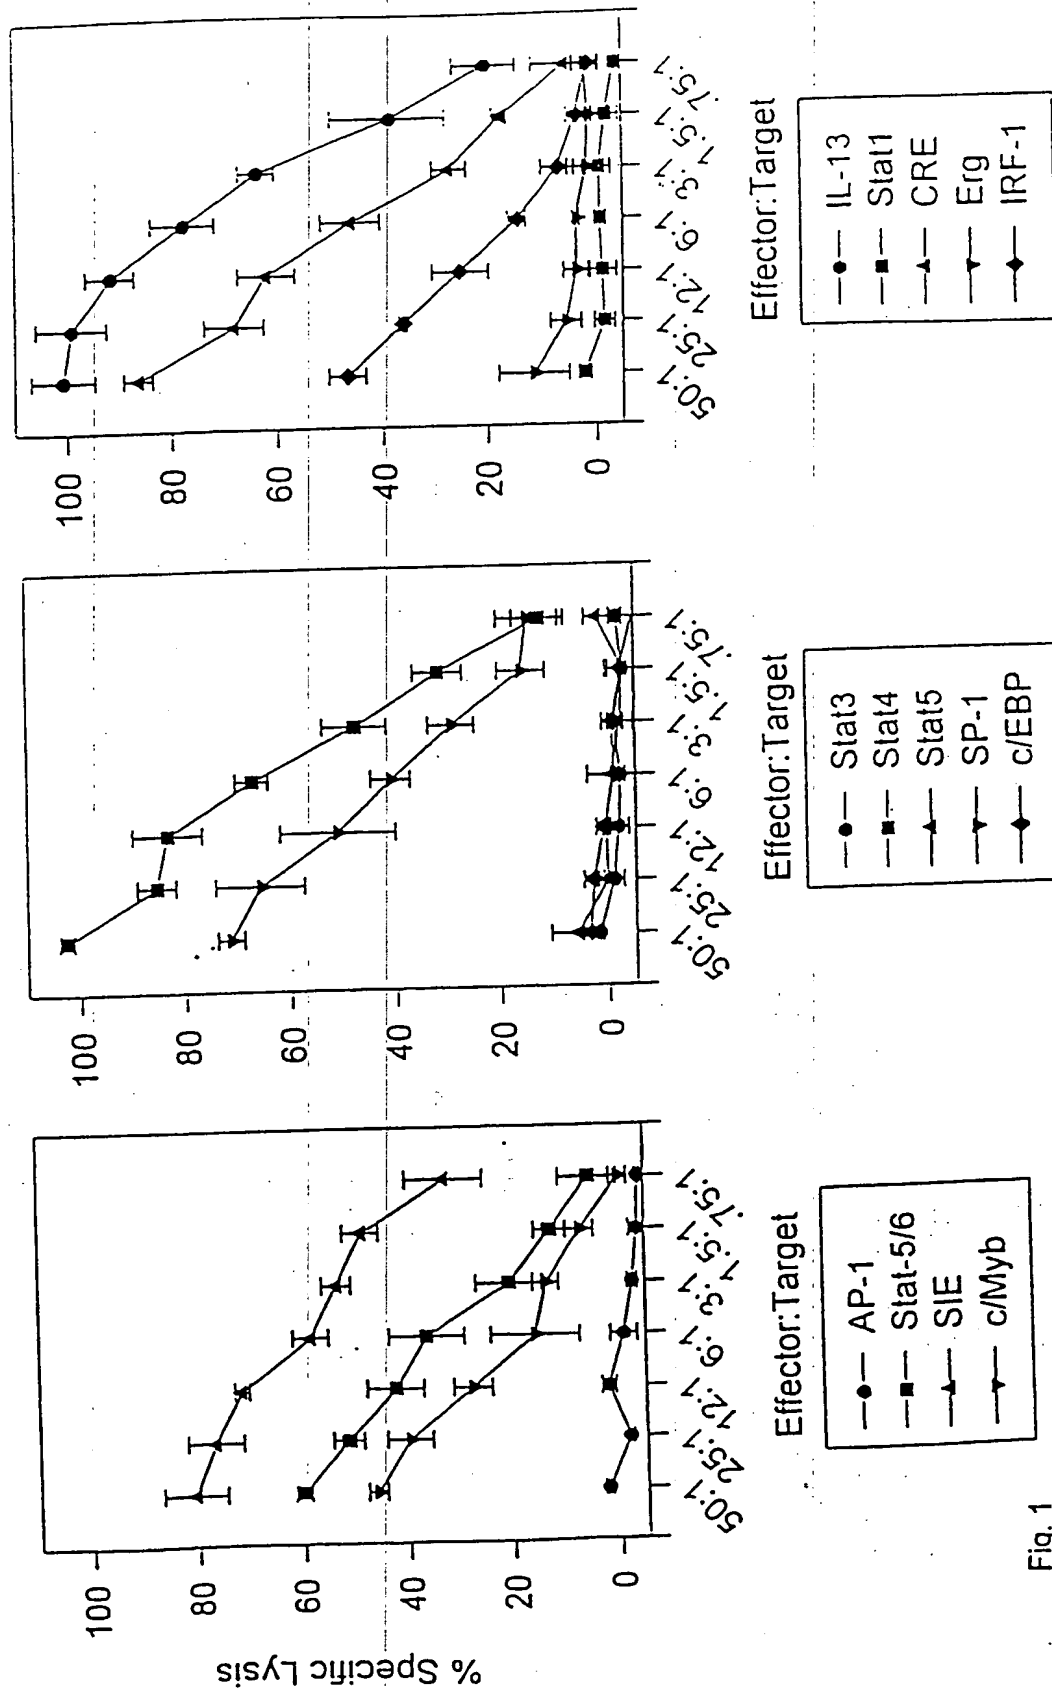 % Specific Lysis
100
80
60
40
20
0
50:1 25:1 12:1 6:1 3:1 1.5:1 .75:1
Effector:Target
AP-1
Stat-5/6
SIE
c/Myb
100
80
60
40
20
0
50:1 25:1 12:1 6:1 3:1 1.5:1 .75:1
Effector:Target
Stat3
Stat4
Stat5
SP-1
c/EBP
100
80
60
40
20
0
50:1 25:1 12:1 6:1 3:1 1.5:1 .75:1
Effector:Target
IL-13
Stat1
CRE
Erg
IRF-1
Fig. 1